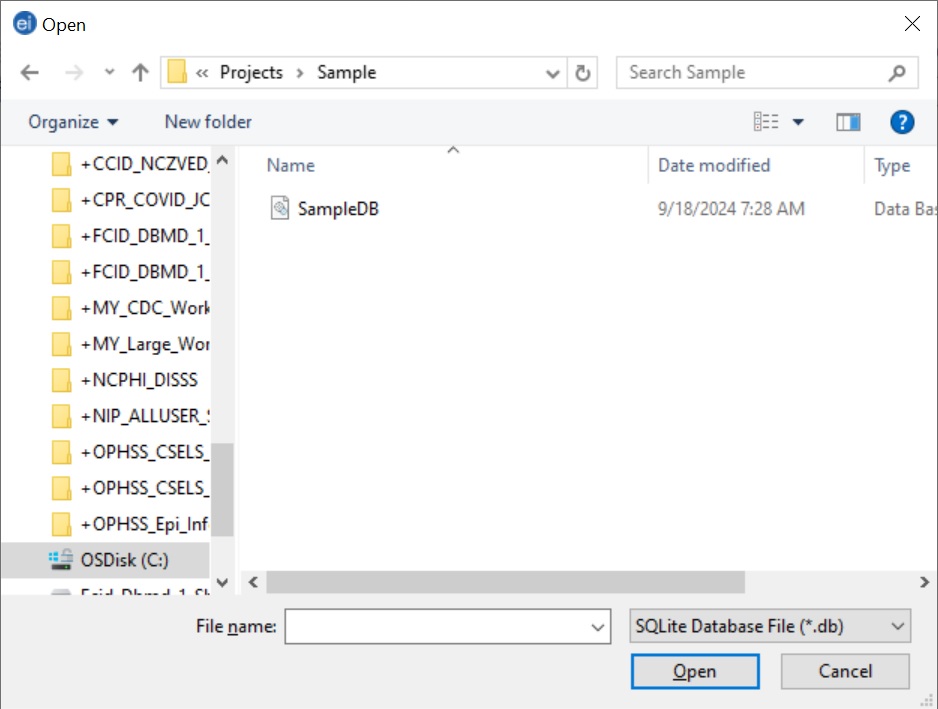 ei Open
« Projects > Sample
Search Sample
Organize
New folder
?
Name
Date modified
Type
+CCID_NCZVED_
+CPR_COVID_JC
+FCID_DBMD_1_
+FCID_DBMD_1_
+MY_CDC_Work
+MY_Large_Wor
+NCPHI_DISSS
+NIP_ALLUSER_S
+OPHSS_CSELS_
+OPHSS_CSELS_
+OPHSS_Epi_Inf
OSDisk (C:)
SampleDB
9/18/2024 7:28 AM
Data Bas
File name:
SQLite Database File (*.db)
Open
Cancel